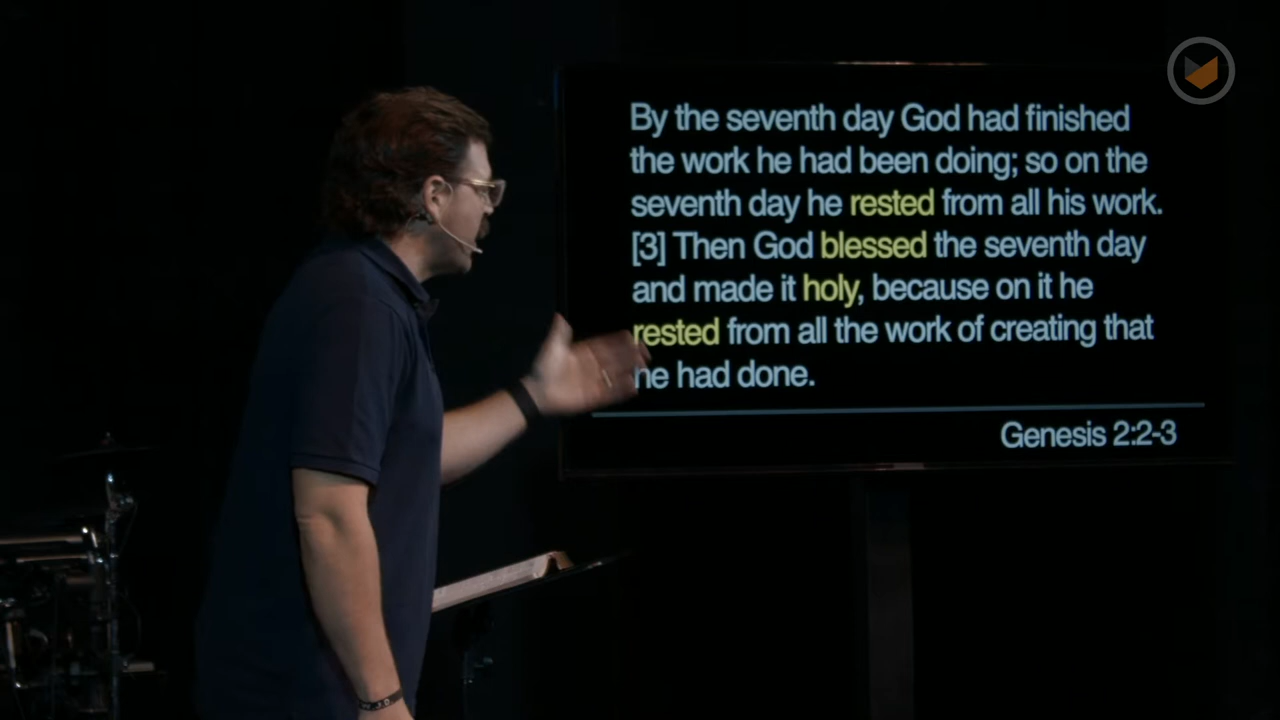 By the seventh day God had finished
the work he had been doing; so on the
seventh day he rested from all his work.
[3] Then God blessed the seventh day
and made it holy, because on it he
rested from all the work of creating that
he had done.
Genesis 2:2-3